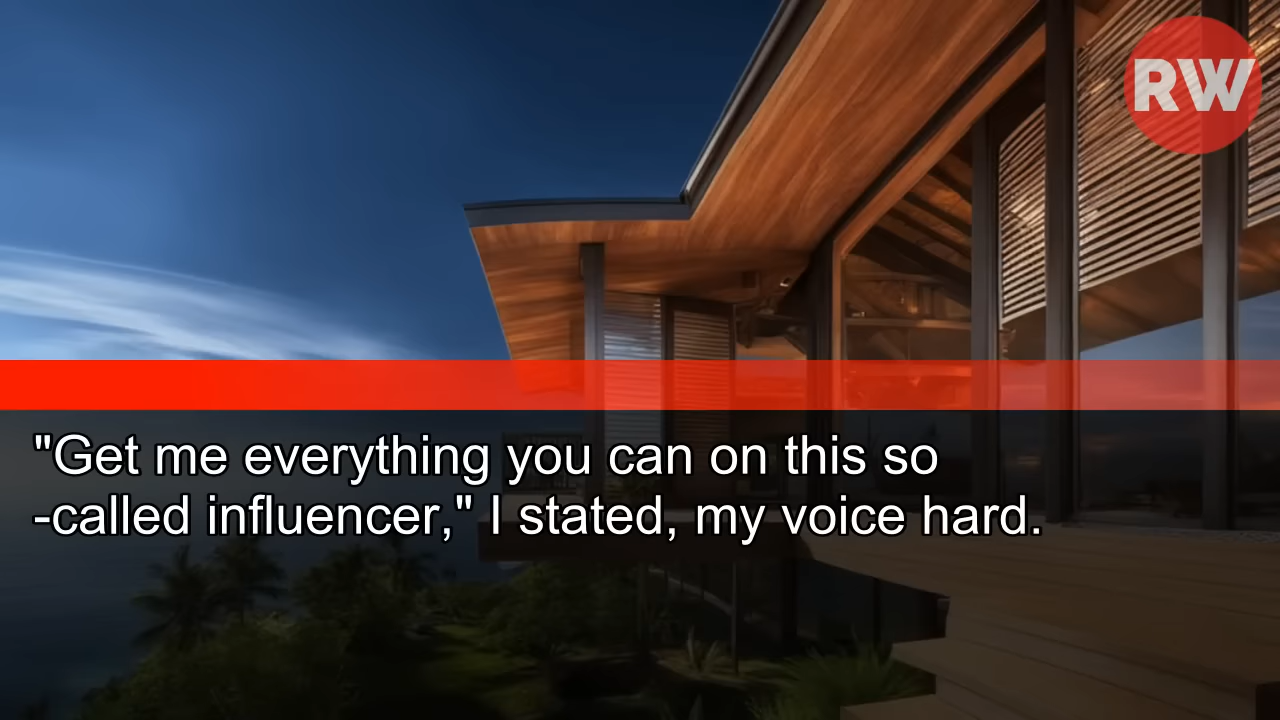 RW
"Get me everything you can on this so
-called influencer," I stated, my voice hard.